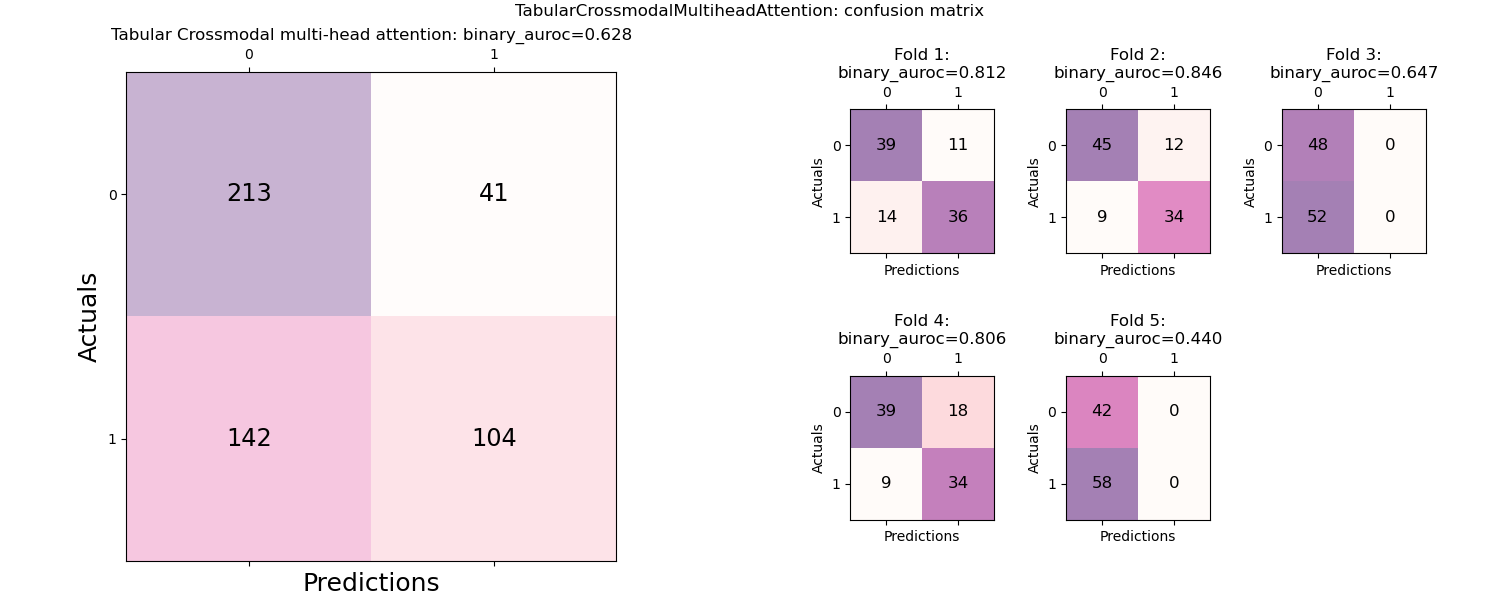 TabularCrossmodalMultiheadAttention: confusion matrix
Tabular Crossmodal multi-head attention: binary_auroc=0.628
0 1
0 213 41
1 142 104
Actuals
Predictions
Fold 1:
binary_auroc=0.812
0 1
0 39 11
1 14 36
Actuals
Predictions
Fold 2:
binary_auroc=0.846
0 1
0 45 12
1 9 34
Actuals
Predictions
Fold 3:
binary_auroc=0.647
0 1
0 48 0
1 52 0
Actuals
Predictions
Fold 4:
binary_auroc=0.806
0 1
0 39 18
1 9 34
Actuals
Predictions
Fold 5:
binary_auroc=0.440
0 1
0 42 0
1 58 0
Actuals
Predictions